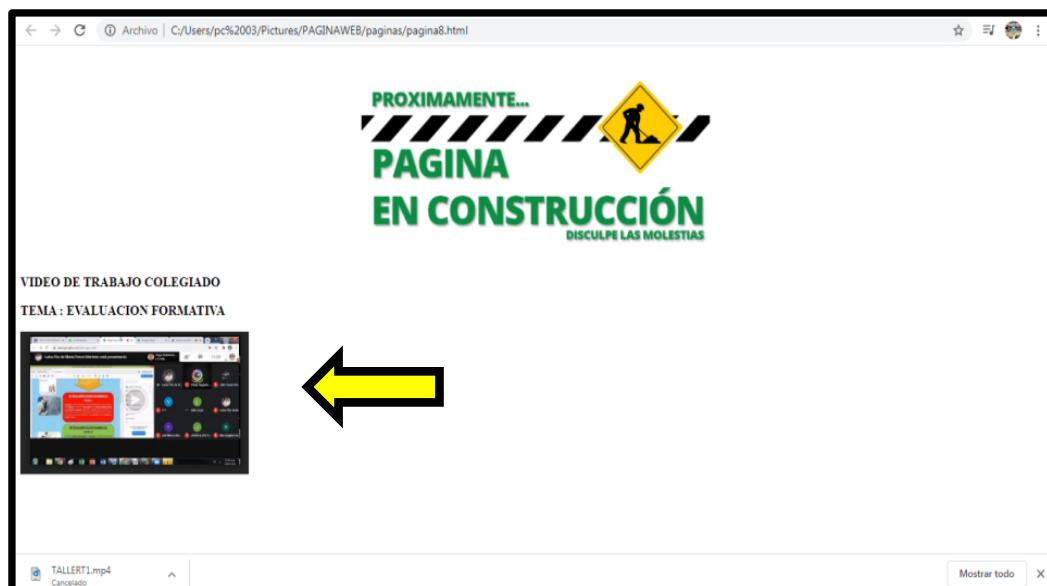 Archivo | C:/Users/pc%2003/Pictures/PAGINAWEB/paginas/pagina8.html
PROXIMAMENTE...
PAGINA
EN CONSTRUCCIÓN
DISCULPE LAS MOLESTIAS
VIDEO DE TRABAJO COLEGIADO
TEMA : EVALUACION FORMATIVA
TALLERT1.mp4
Cancelado
Mostrar todo